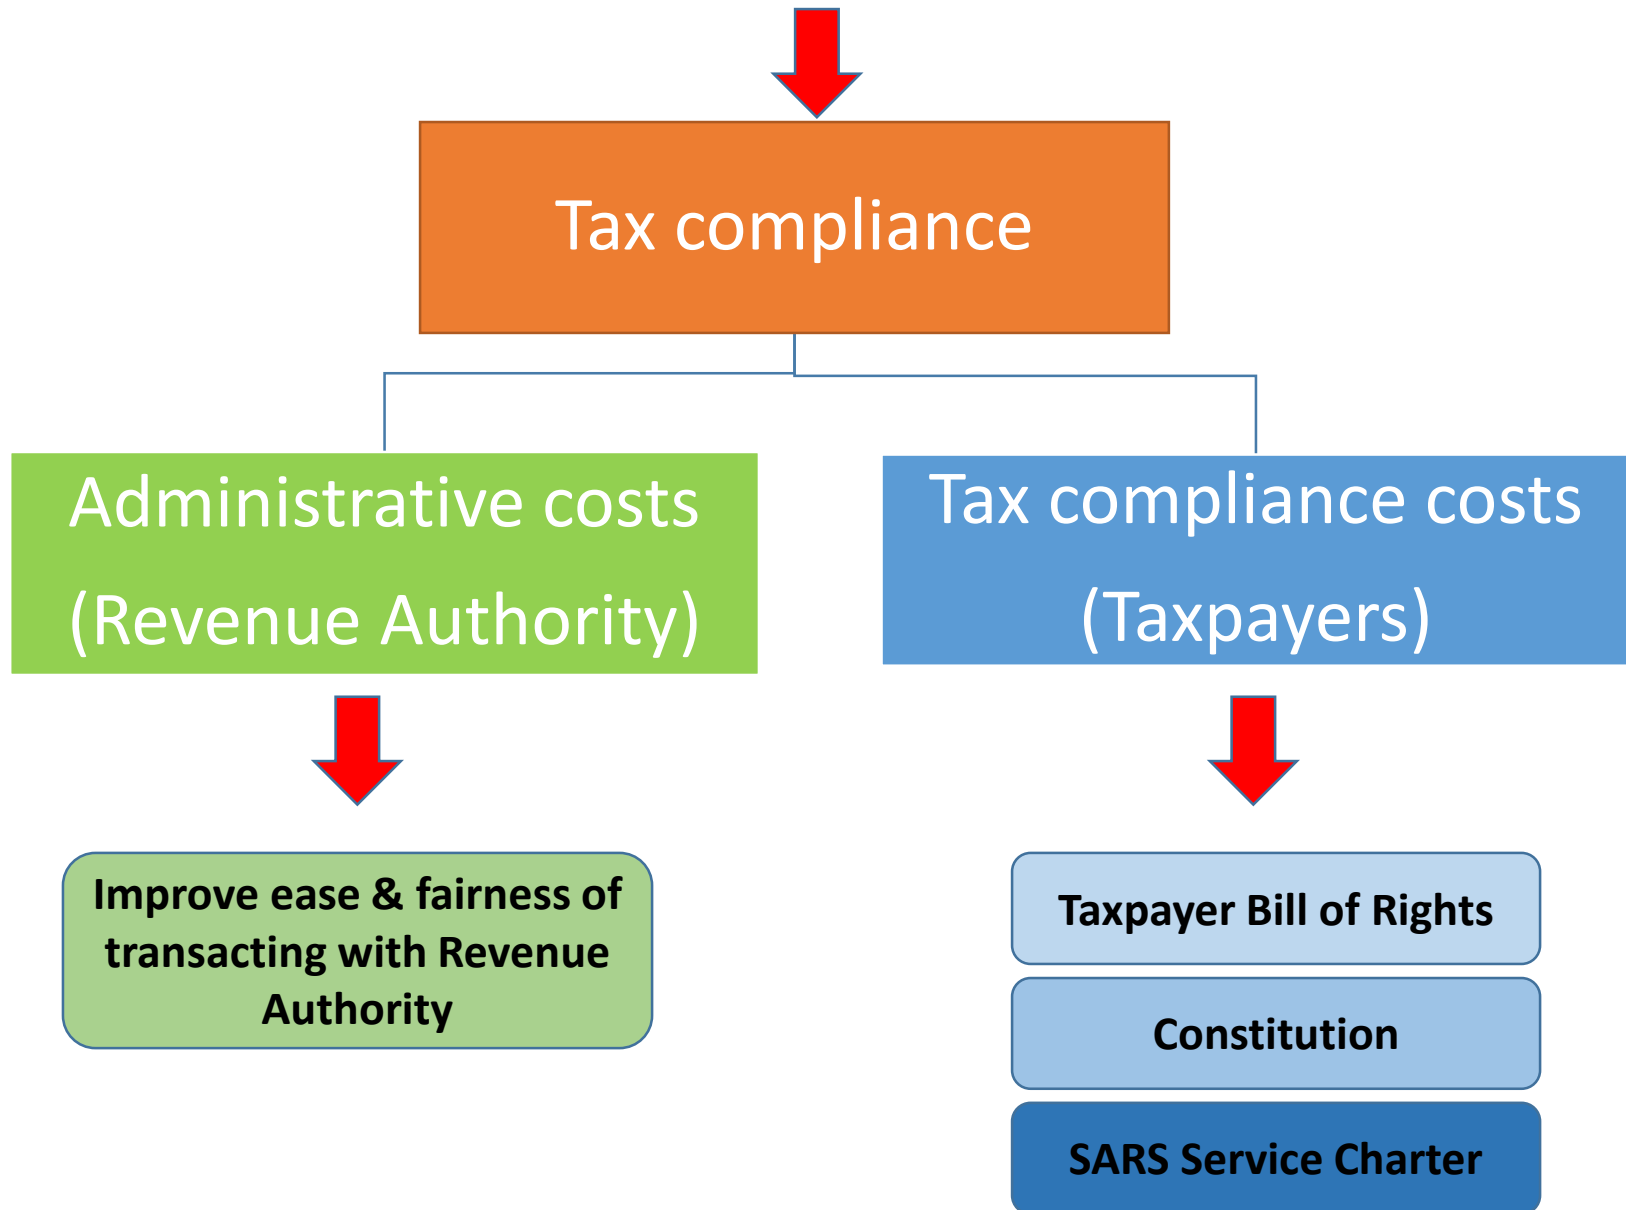 Tax compliance
Administrative costs
(Revenue Authority)
Tax compliance costs
(Taxpayers)
Improve ease & fairness of
transacting with Revenue
Authority
Taxpayer Bill of Rights
Constitution
SARS Service Charter